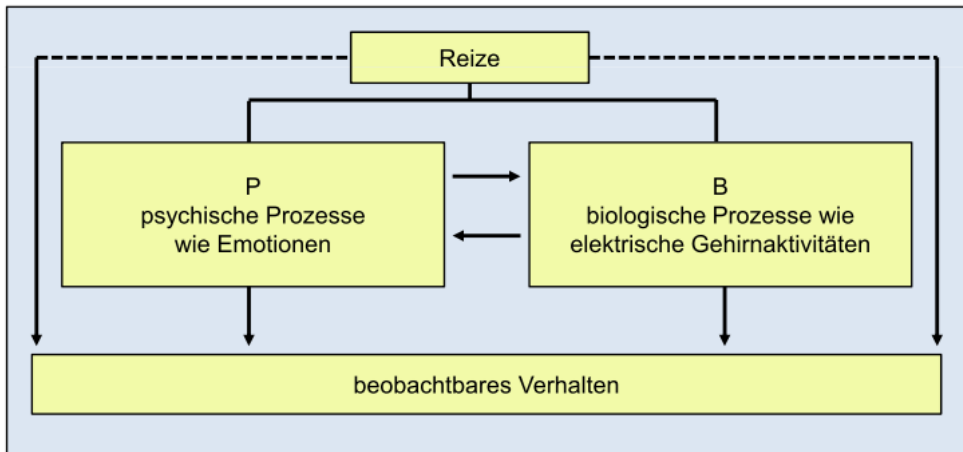 Reize
P
psychische Prozesse
wie Emotionen
B
biologische Prozesse wie
elektrische Gehirnaktivitäten
beobachtbares Verhalten